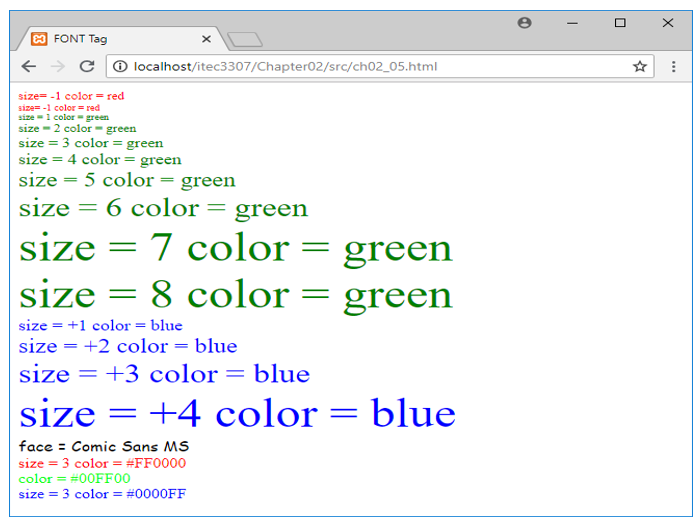 FONT Tag
localhost/itec3307/Chapter02/src/ch02_05.html
size= -1 color = red
size= -1 color = red
size = 1 color = green
size = 2 color = green
size = 3 color = green
size = 4 color = green
size = 5 color = green
size = 6 color = green
size = 7 color = green
size = 8 color = green
size = +1 color = blue
size = +2 color = blue
size = +3 color = blue
size = +4 color = blue
face = Comic Sans MS
size = 3 color = #FF0000
color = #00FF00
size = 3 color = #0000FF